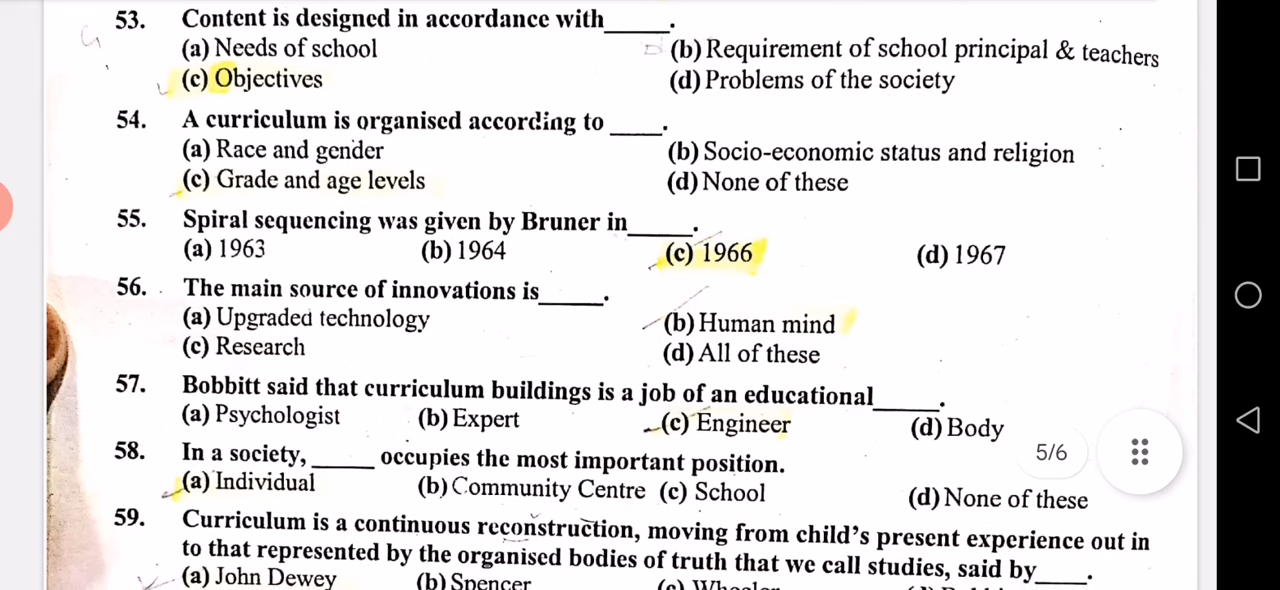 53. Content is designed in accordance with_____.
(a) Needs of school (b) Requirement of school principal & teachers
(c) Objectives (d) Problems of the society
54. A curriculum is organised according to ____.
(a) Race and gender (b) Socio-economic status and religion
(c) Grade and age levels (d) None of these
55. Spiral sequencing was given by Bruner in_____.
(a) 1963 (b) 1964 (c) 1966 (d) 1967
56. The main source of innovations is_____.
(a) Upgraded technology (b) Human mind
(c) Research (d) All of these
57. Bobbitt said that curriculum buildings is a job of an educational_____.
(a) Psychologist (b) Expert (c) Engineer (d) Body
5/6
58. In a society, _____ occupies the most important position.
(a) Individual (b) Community Centre (c) School (d) None of these
59. Curriculum is a continuous reconstruction, moving from child's present experience out in
to that represented by the organised bodies of truth that we call studies, said by____.
(a) John Dewey (b) Spencer (c)